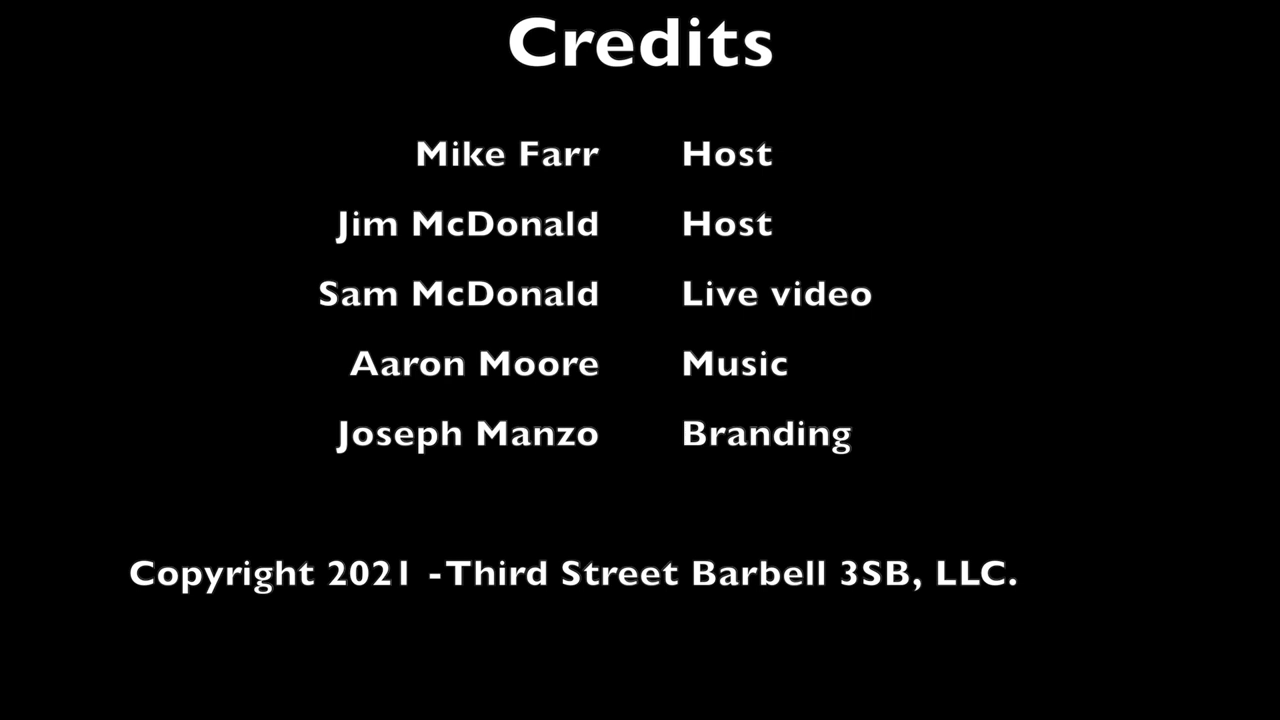 Credits
Mike Farr Host
Jim McDonald Host
Sam McDonald Live video
Aaron Moore Music
Joseph Manzo Branding
Copyright 2021 - Third Street Barbell 3SB, LLC.